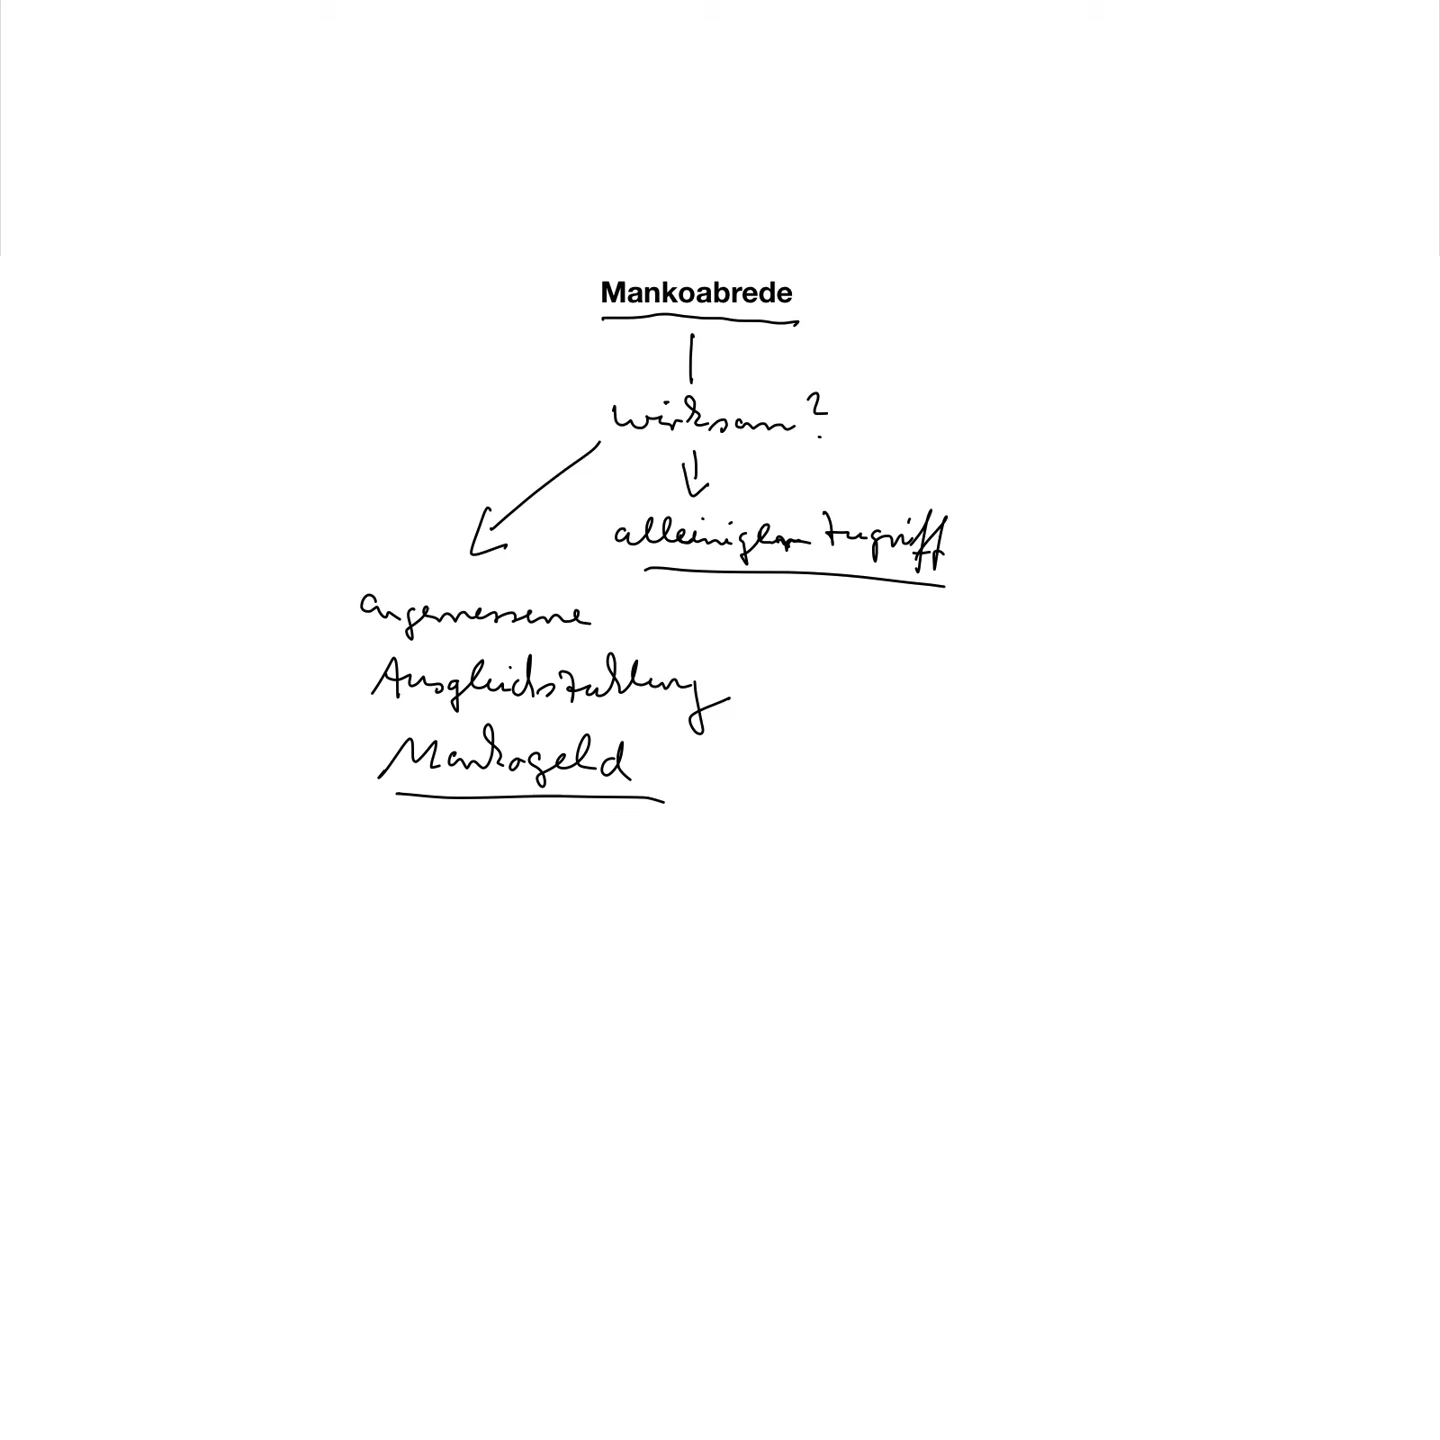 Mankoabrede
wirksam?
alleinigen Zugriff
angemessene
Ausgleichszahlung
Mankogeld